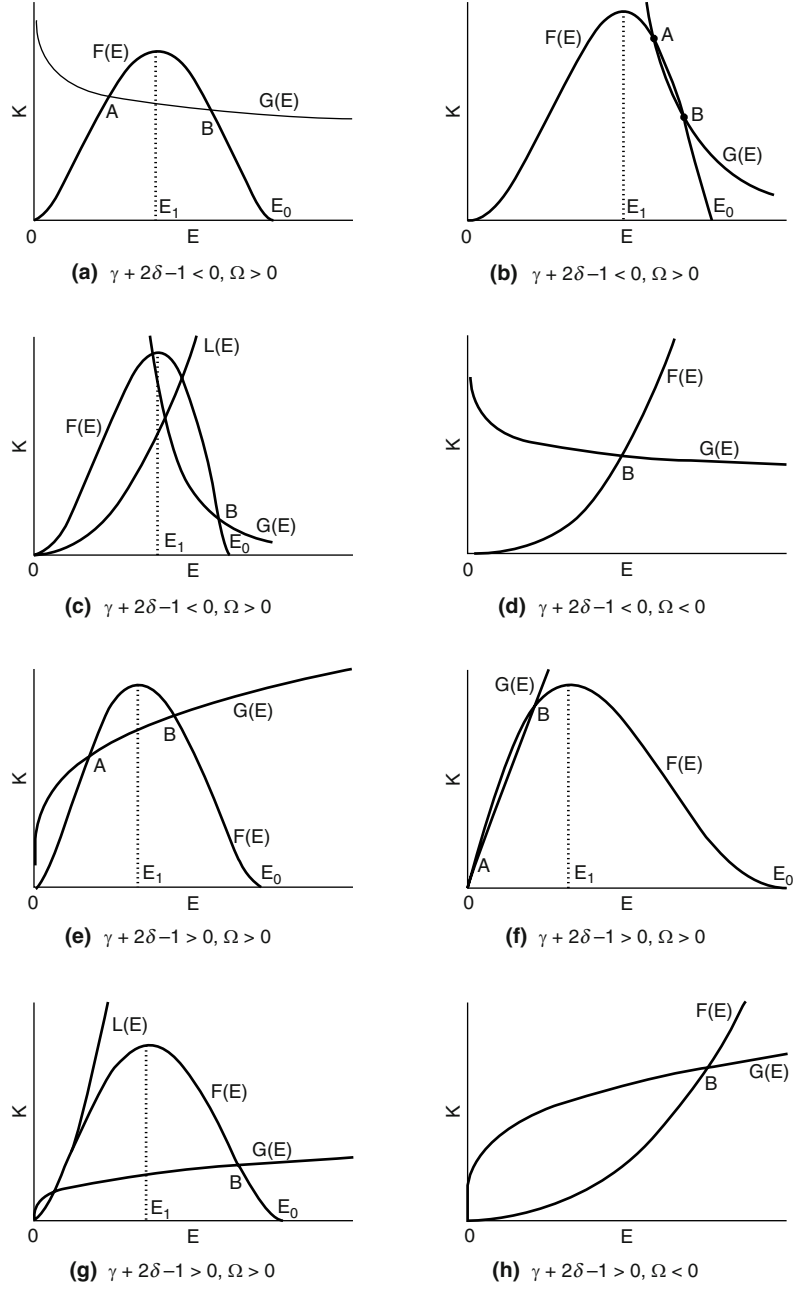 K
F(E)
G(E)
A
B
E1
E0
0
E
(a) γ + 2δ – 1 < 0, Ω > 0
K
F(E)
A
B
G(E)
E1
E0
0
E
(b) γ + 2δ – 1 < 0, Ω > 0
K
L(E)
F(E)
B
G(E)
E1
E0
0
E
(c) γ + 2δ – 1 < 0, Ω > 0
K
F(E)
G(E)
B
0
E
(d) γ + 2δ – 1 < 0, Ω < 0
K
G(E)
B
A
F(E)
E1
E0
0
E
(e) γ + 2δ – 1 > 0, Ω > 0
K
G(E)
B
F(E)
A
E1
E0
0
E
(f) γ + 2δ – 1 > 0, Ω > 0
K
L(E)
F(E)
G(E)
B
E1
E0
0
E
(g) γ + 2δ – 1 > 0, Ω > 0
K
F(E)
G(E)
B
0
E
(h) γ + 2δ – 1 > 0, Ω < 0